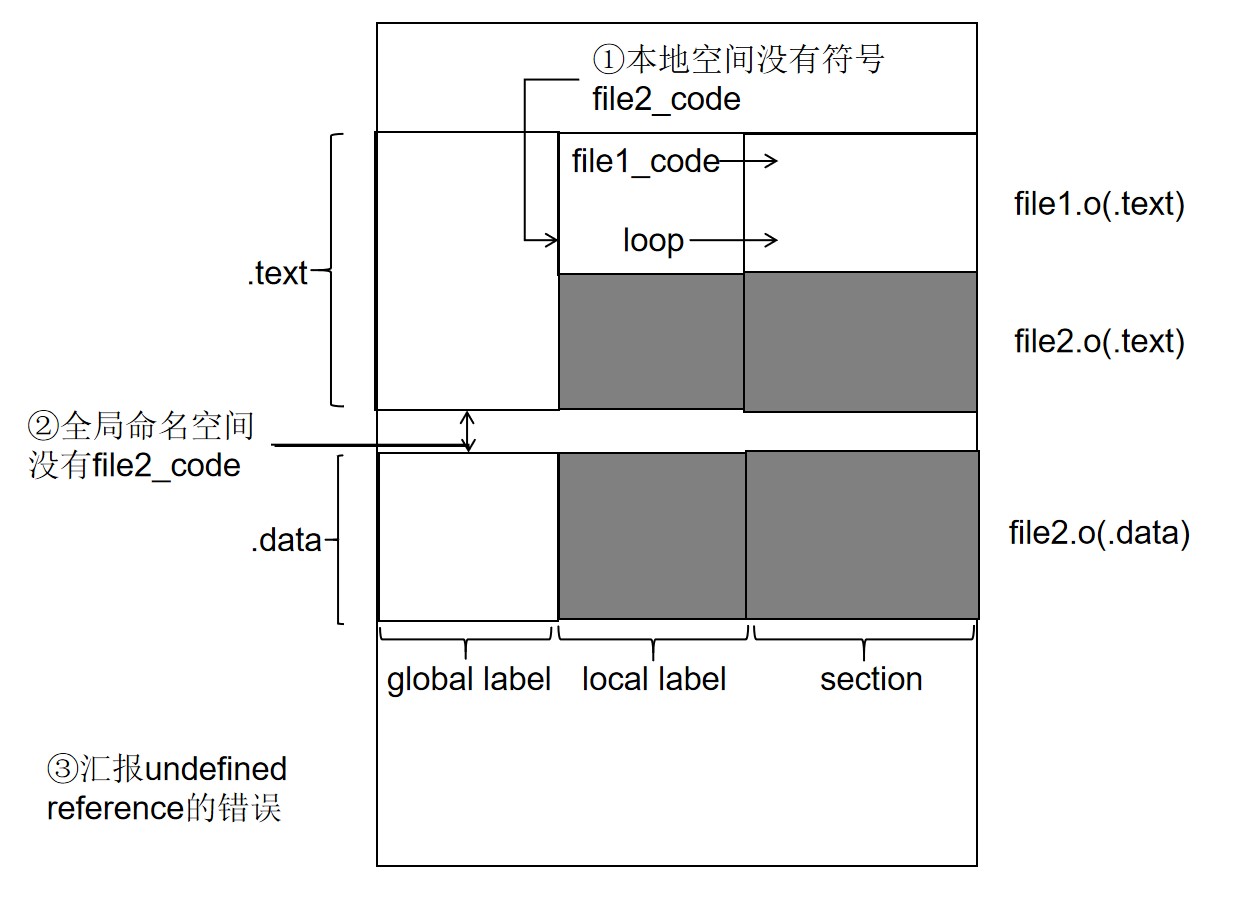 ①本地空间没有符号
file2_code
file1_code
file1.o(.text)
loop
.text
file2.o(.text)
②全局命名空间
没有file2_code
.data
file2.o(.data)
global label
local label
section
③汇报undefined
reference的错误